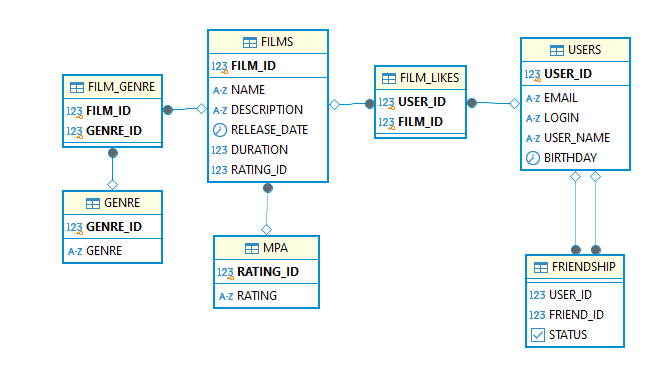 FILMS
123 FILM_ID
A-Z NAME
A-Z DESCRIPTION
RELEASE_DATE
123 DURATION
123 RATING_ID
FILM_GENRE
123 FILM_ID
123 GENRE_ID
GENRE
123 GENRE_ID
A-Z GENRE
MPA
123 RATING_ID
A-Z RATING
FILM_LIKES
123 USER_ID
123 FILM_ID
USERS
123 USER_ID
A-Z EMAIL
A-Z LOGIN
A-Z USER_NAME
BIRTHDAY
FRIENDSHIP
123 USER_ID
123 FRIEND_ID
STATUS